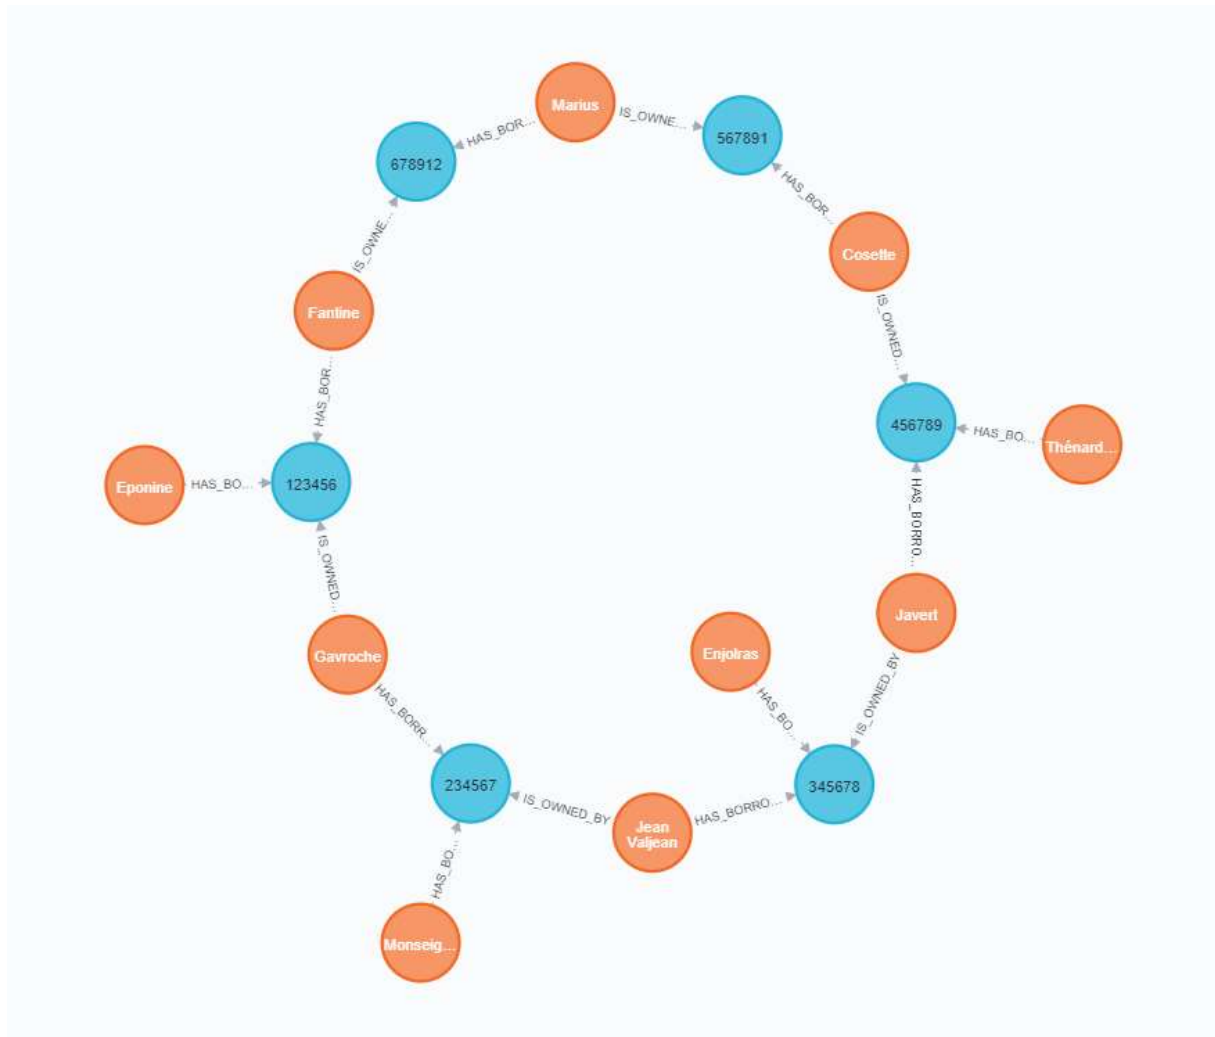 Marius
IS_OWNE...
567891
HAS_BOR...
678912
HAS_BOR...
Cosette
IS_OWNE...
Fantine
IS_OWNED...
HAS_BOR...
456789
HAS_BO...
Thénard...
Eponine
HAS_BO...
123456
HAS_BORRO...
IS_OWNED...
Javert
Enjolras
Gavroche
IS_OWNED_BY
HAS_BO...
HAS_BORR...
234567
345678
IS_OWNED_BY
Jean
Valjean
HAS_BORRO...
HAS_BO...
Monseig...